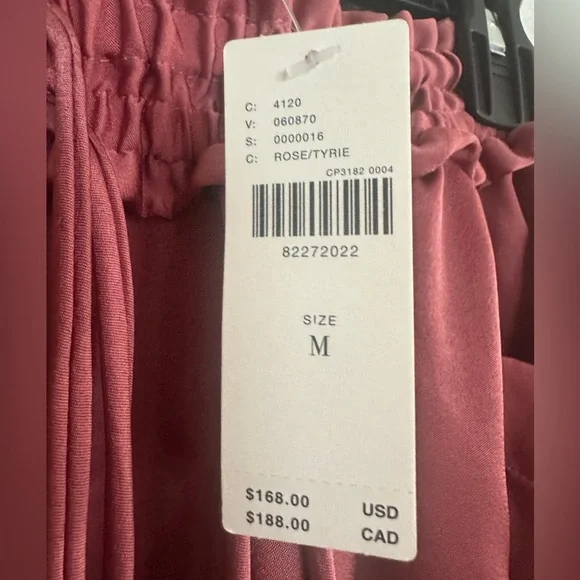 C: 4120
V: 060870
S: 0000016
C: ROSE/TYRIE
CP3182 0004
82272022
SIZE
M
$168.00 USD
$188.00 CAD